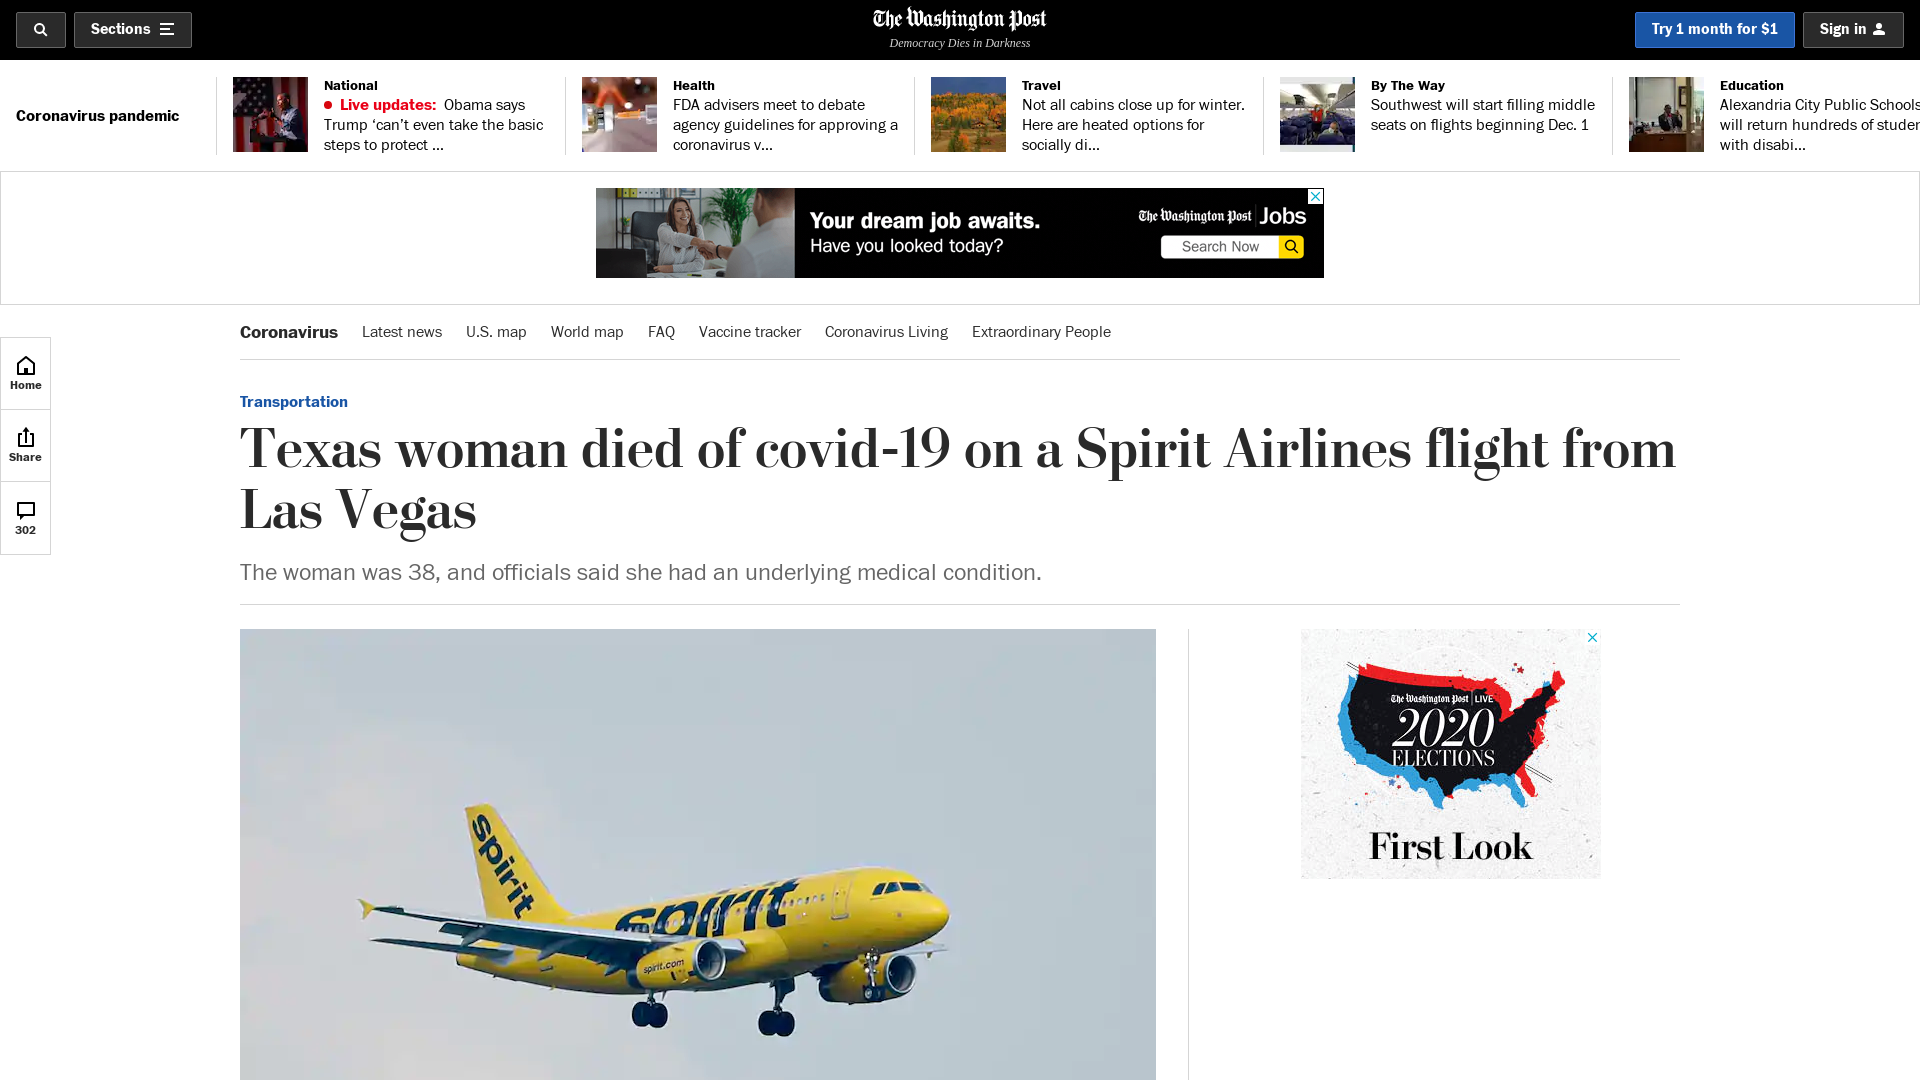 Sections
The Washington Post
Democracy Dies in Darkness
Try 1 month for $1
Sign in
Coronavirus pandemic
National
Live updates: Obama says
Trump ‘can’t even take the basic
steps to protect ...
Health
FDA advisers meet to debate
agency guidelines for approving a
coronavirus v...
Travel
Not all cabins close up for winter.
Here are heated options for
socially di...
By The Way
Southwest will start filling middle
seats on flights beginning Dec. 1
Education
Alexandria City Public Schools
will return hundreds of studen
with disabi...
Your dream job awaits.
Have you looked today?
The Washington Post Jobs
Search Now
Coronavirus Latest news U.S. map World map FAQ Vaccine tracker Coronavirus Living Extraordinary People
Home
Share
302
Transportation
Texas woman died of covid-19 on a Spirit Airlines flight from
Las Vegas
The woman was 38, and officials said she had an underlying medical condition.
spirit
spirit
spirit.com
The Washington Post LIVE
2020
ELECTIONS
First Look